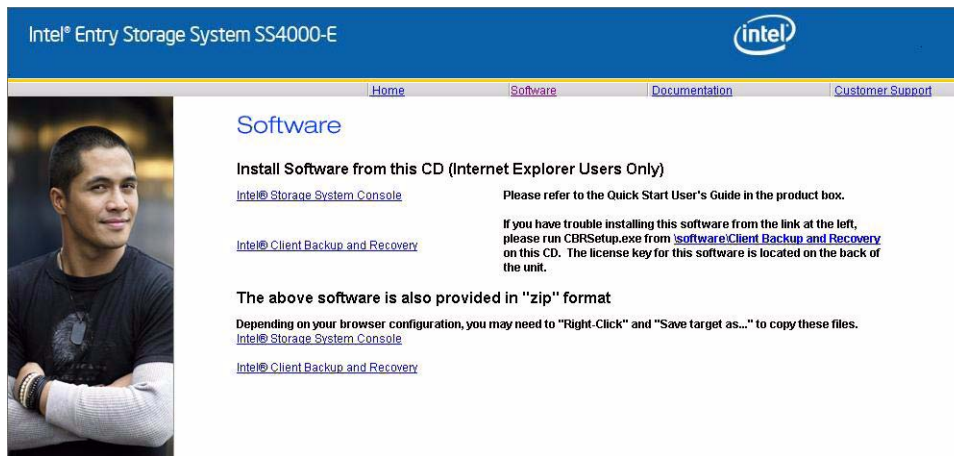 Intel® Entry Storage System SS4000-E
intel
Home Software Documentation Customer Support
Software
Install Software from this CD (Internet Explorer Users Only)
Intel® Storage System Console
Please refer to the Quick Start User's Guide in the product box.
Intel® Client Backup and Recovery
If you have trouble installing this software from the link at the left,
please run CBRSetup.exe from \software\Client Backup and Recovery
on this CD. The license key for this software is located on the back of
the unit.
The above software is also provided in "zip" format
Depending on your browser configuration, you may need to "Right-Click" and "Save target as..." to copy these files.
Intel® Storage System Console
Intel® Client Backup and Recovery